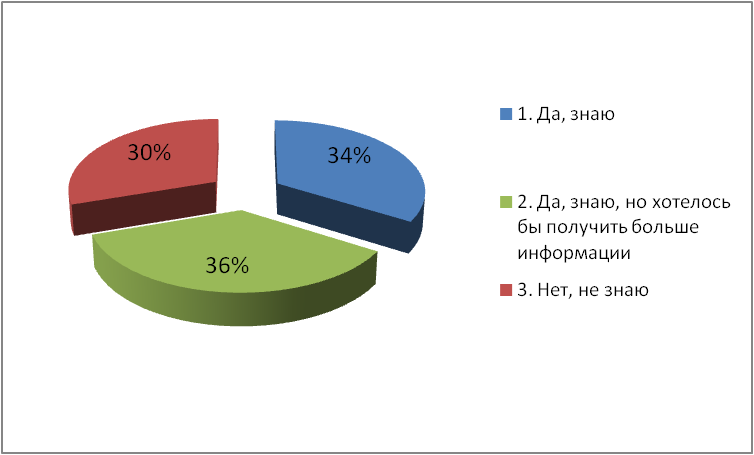 30%
34%
36%
1. Да, знаю
2. Да, знаю, но хотелось
бы получить больше
информации
3. Нет, не знаю